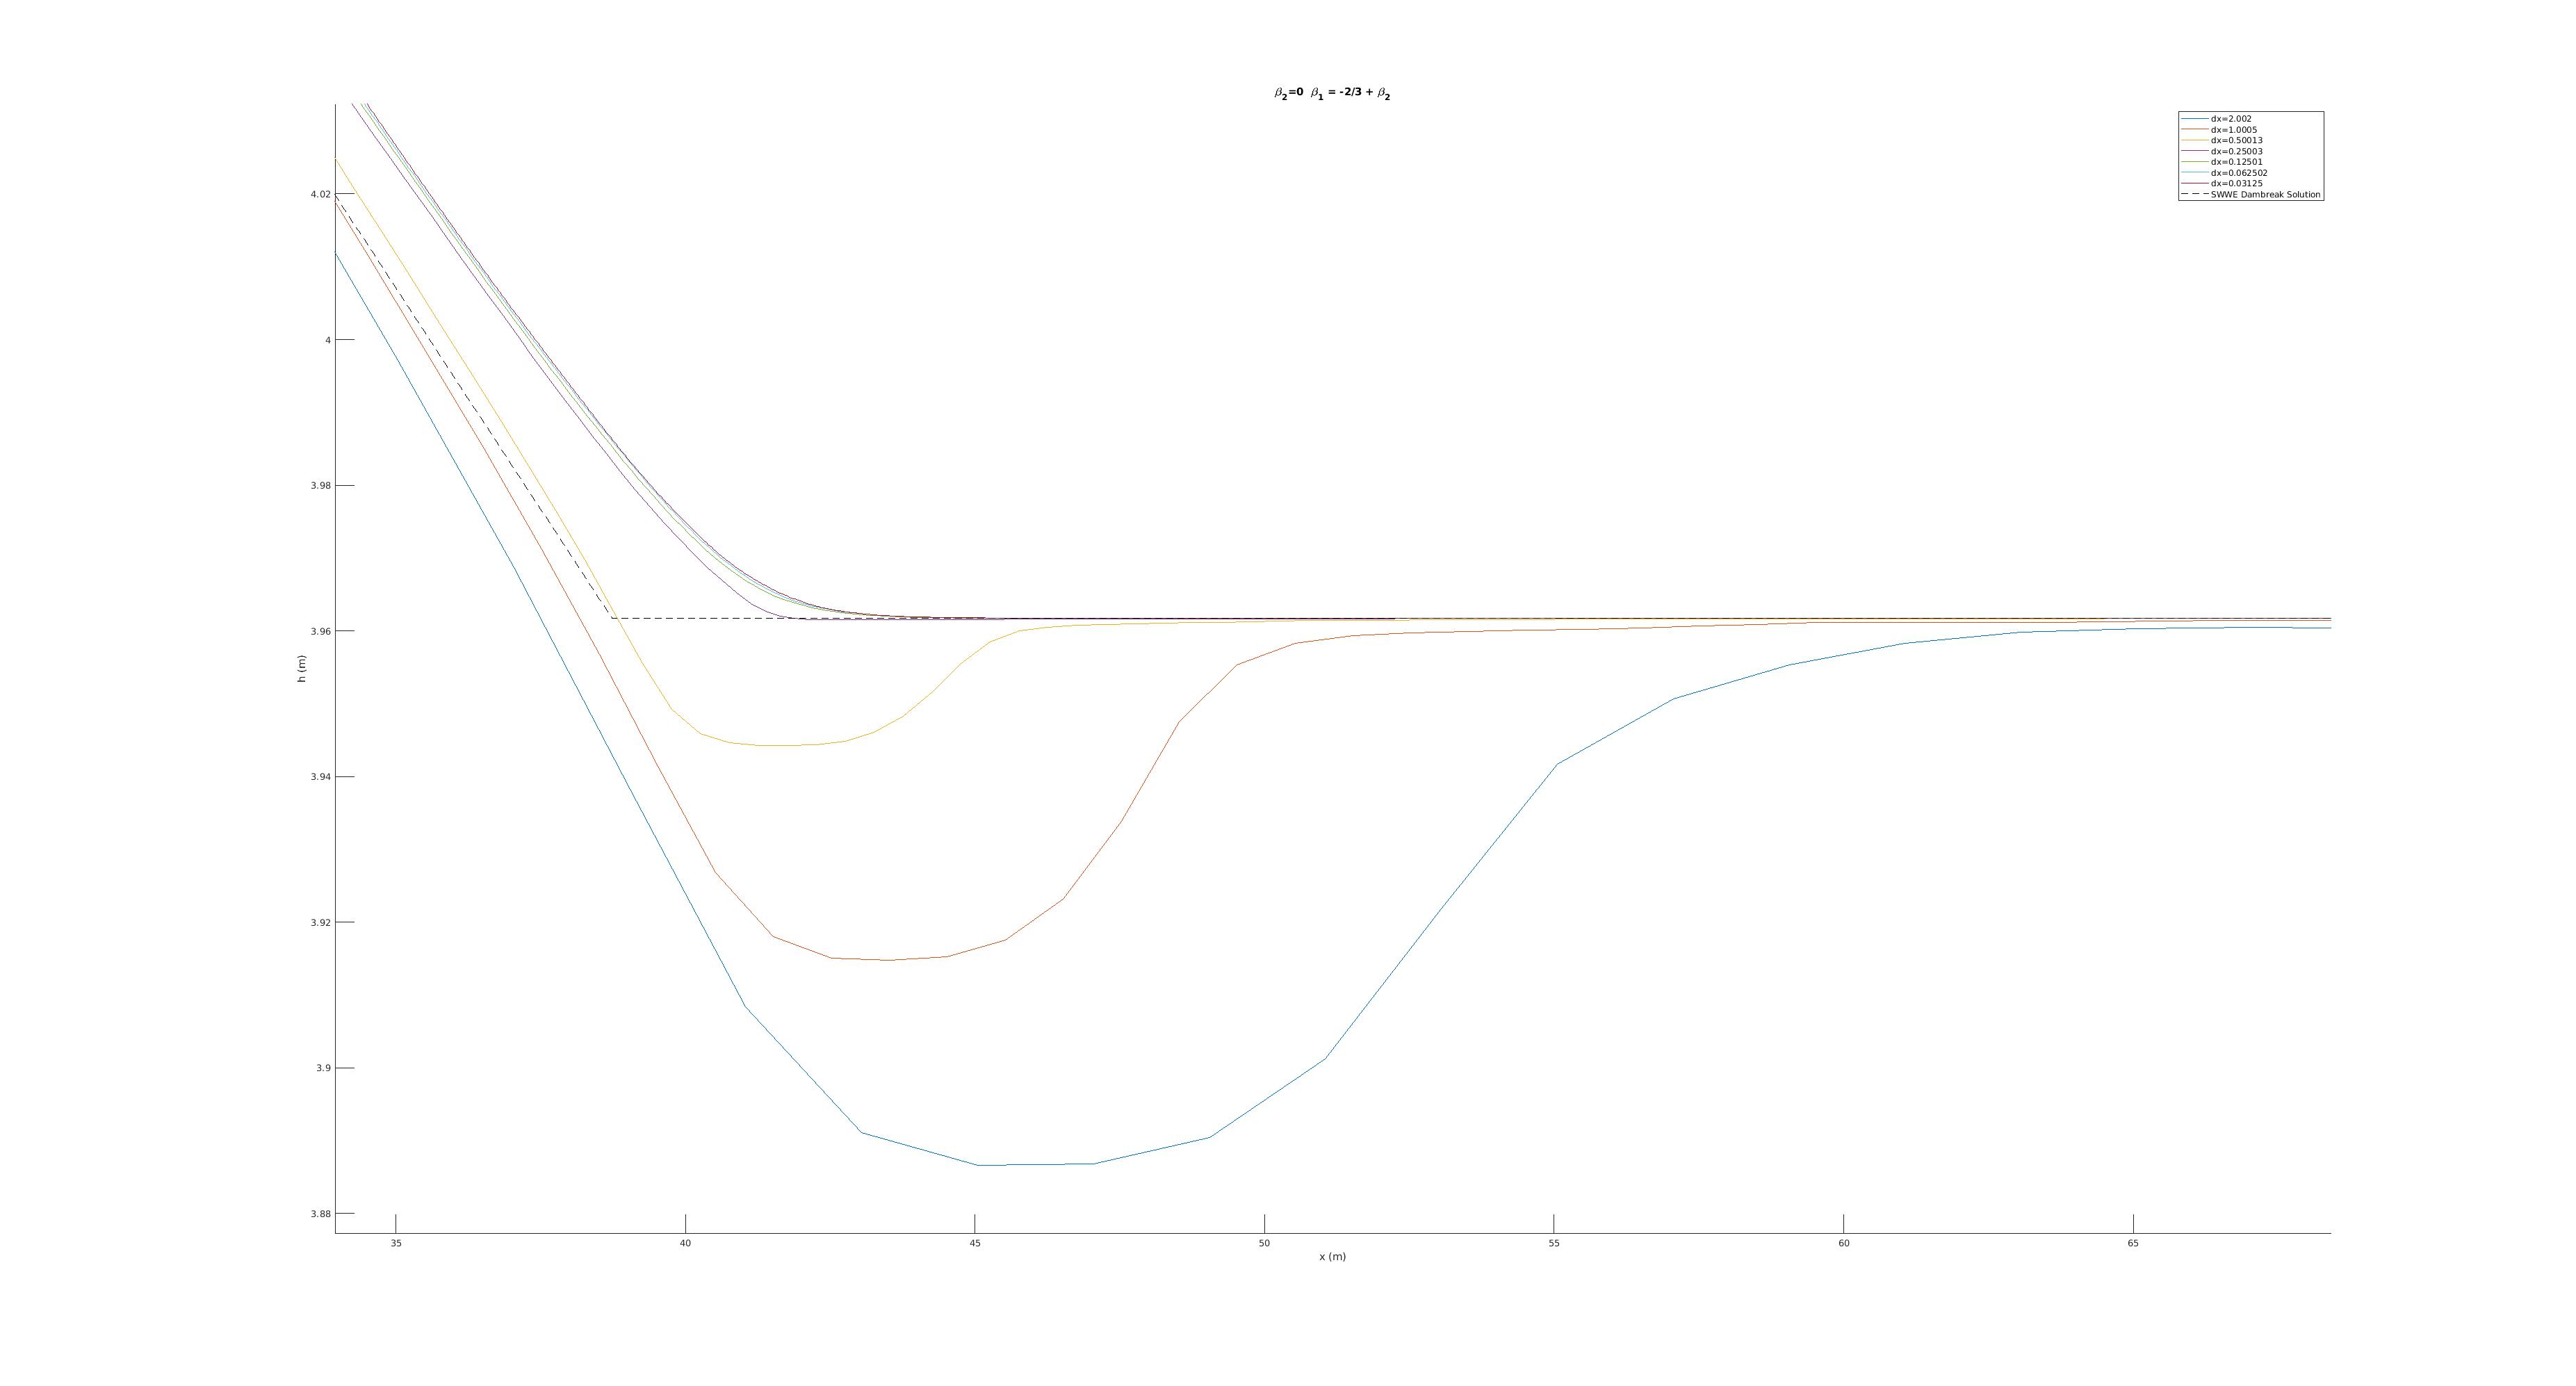 β2=0 β1 = -2/3 + β2
dx=2.002
dx=1.0005
dx=0.50013
dx=0.25003
dx=0.12501
dx=0.062502
dx=0.03125
SWWE Dambreak Solution
4.02
4
3.98
3.96
3.94
3.92
3.9
3.88
h (m)
35 40 45 50 55 60 65
x (m)